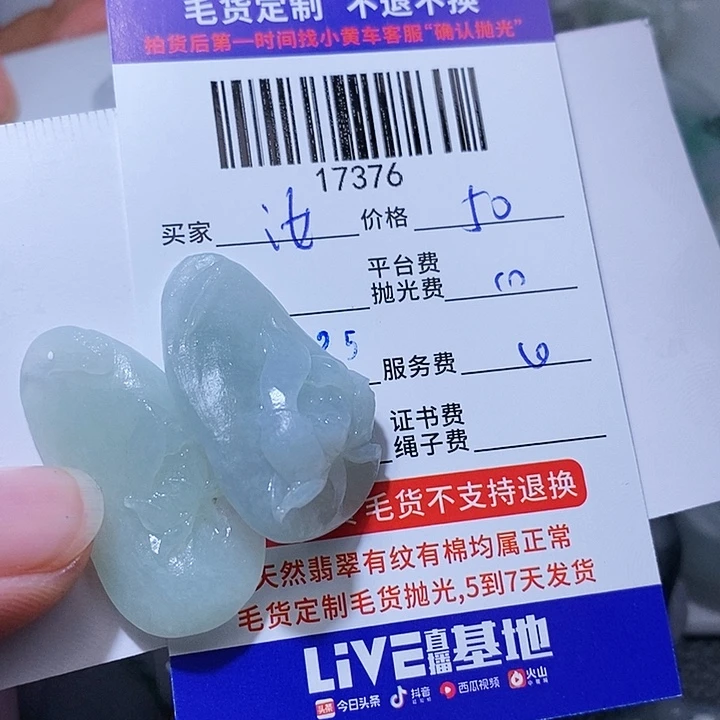 毛货定制 不退不换
拍货后第一时间找小黄车客服“确认抛光”
17376
买家 价格 50
平台费
抛光费
25
服务费 6
证书费
绳子费
毛货不支持退换
天然翡翠有纹有棉均属正常
毛货定制毛货抛光,5到7天发货
LiVE直播基地
头条 今日头条 抖音 西瓜视频 火山